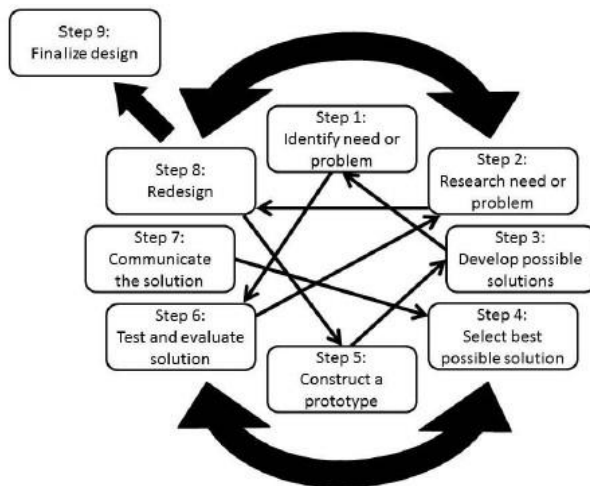 Step 9:
Finalize design
Step 1:
Identify need or
problem
Step 8:
Redesign
Step 2:
Research need or
problem
Step 7:
Communicate
the solution
Step 3:
Develop possible
solutions
Step 6:
Test and evaluate
solution
Step 4:
Select best
possible solution
Step 5:
Construct a
prototype